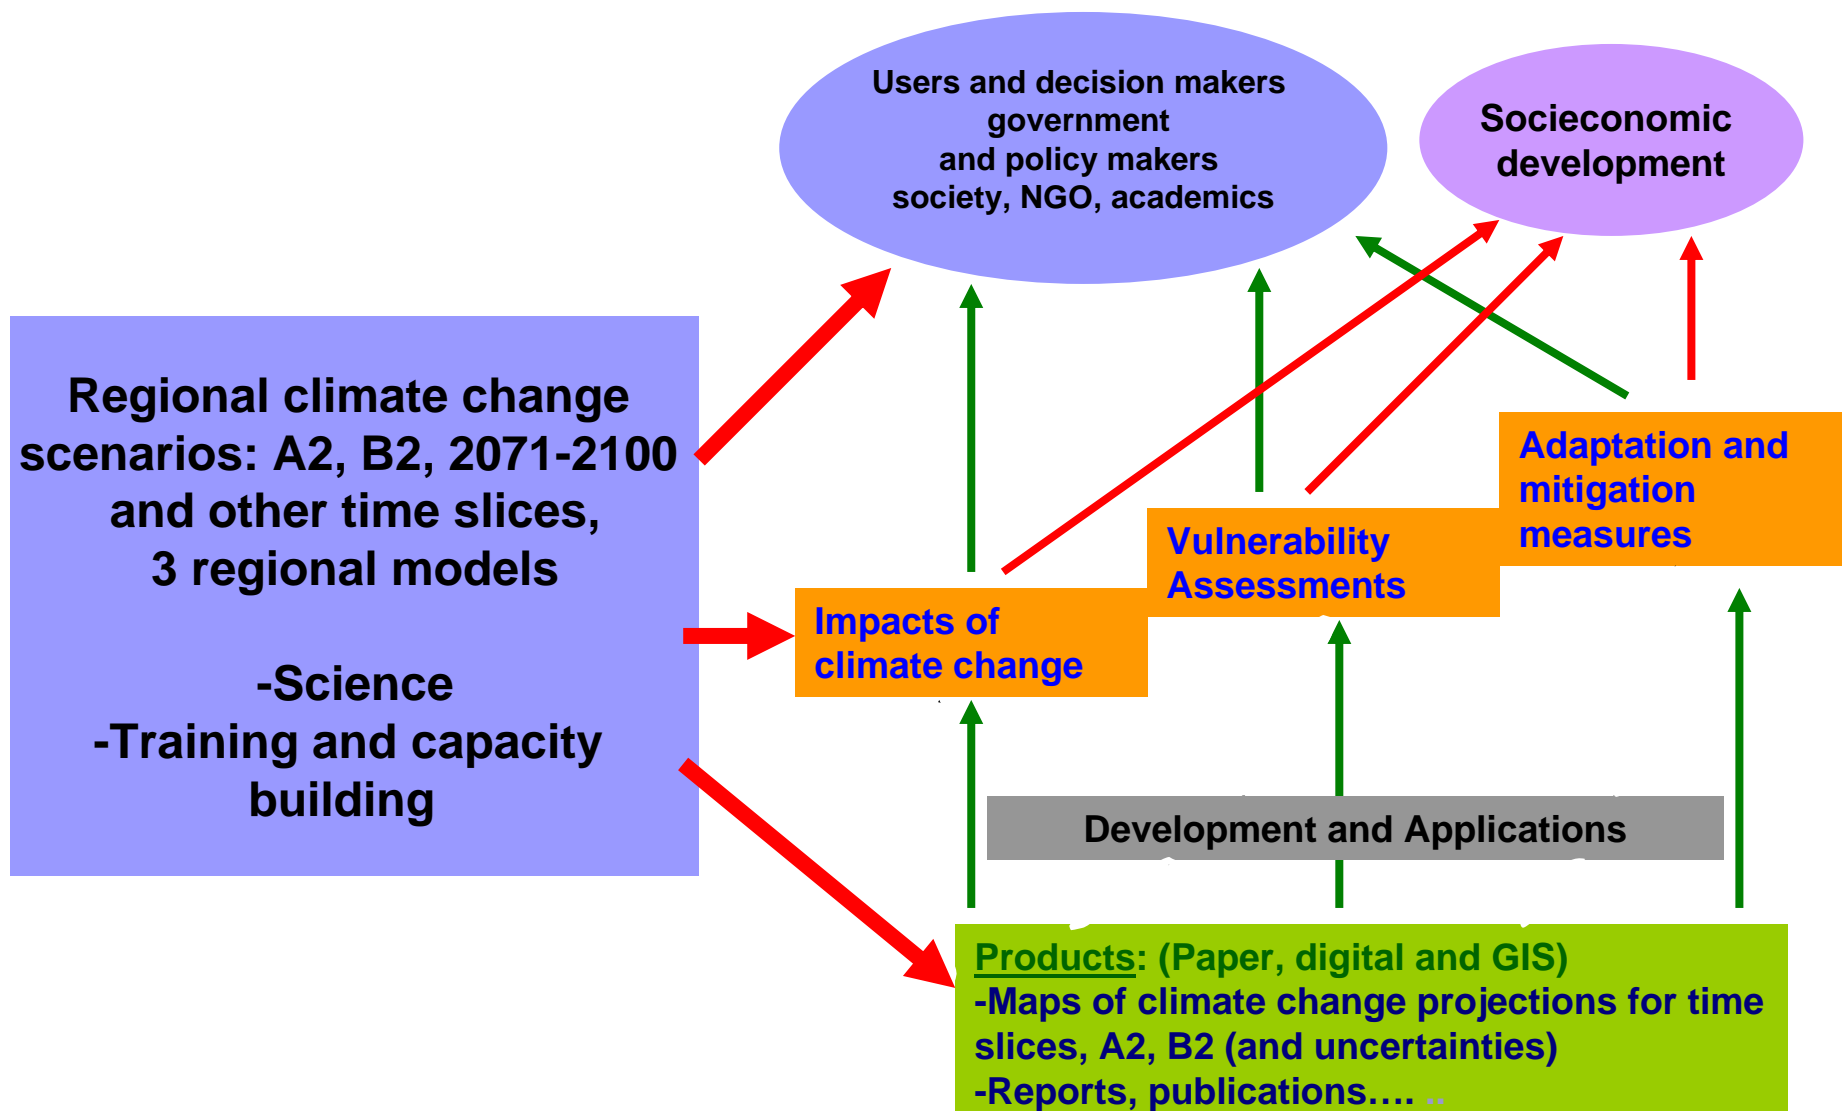 Users and decision makers
government
and policy makers
society, NGO, academics
Socieconomic
development
Regional climate change
scenarios: A2, B2, 2071-2100
and other time slices,
3 regional models
-Science
-Training and capacity
building
Adaptation and
mitigation
measures
Vulnerability
Assessments
Impacts of
climate change
Development and Applications
Products: (Paper, digital and GIS)
-Maps of climate change projections for time
slices, A2, B2 (and uncertainties)
-Reports, publications…. ..